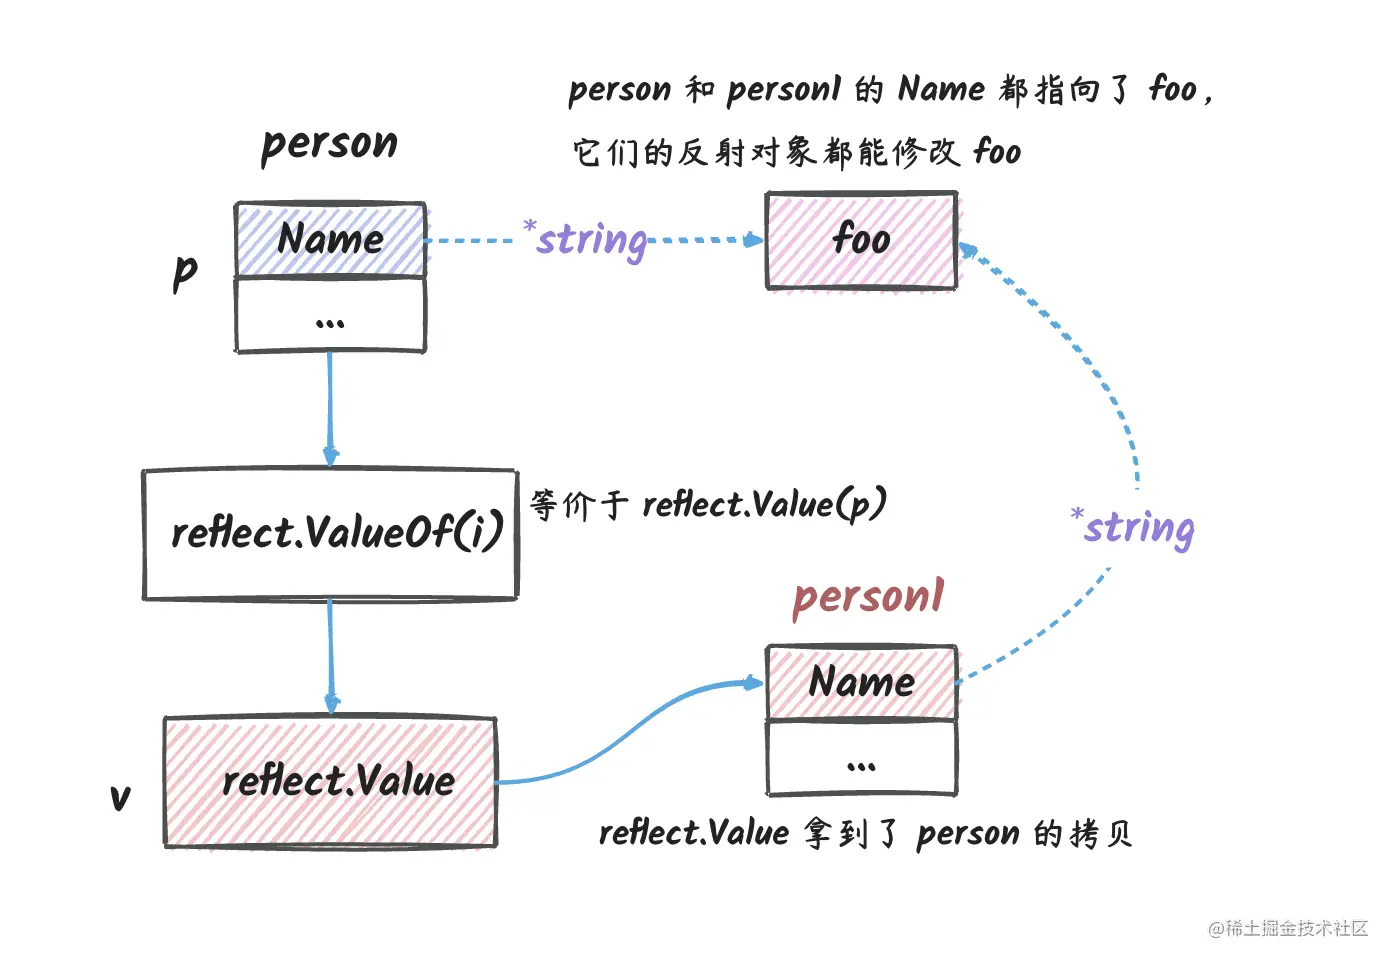 person 和 person1 的 Name 都指向了 foo，
它们的反射对象都能修改 foo
person
p
Name
...
*string
foo
reflect.ValueOf(i)
等价于 reflect.Value(p)
*string
person1
Name
...
v
reflect.Value
reflect.Value 拿到了 person 的拷贝
@稀土掘金技术社区